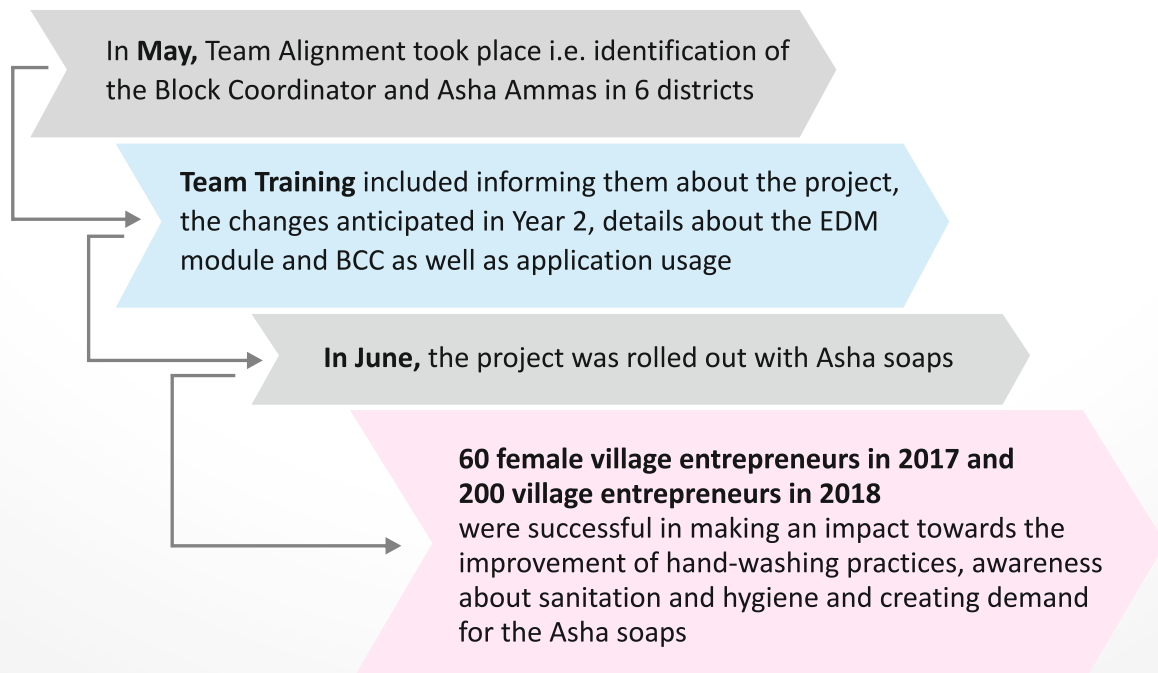 In May, Team Alignment took place i.e. identification of
the Block Coordinator and Asha Ammas in 6 districts
Team Training included informing them about the project,
the changes anticipated in Year 2, details about the EDM
module and BCC as well as application usage
In June, the project was rolled out with Asha soaps
60 female village entrepreneurs in 2017 and
200 village entrepreneurs in 2018
were successful in making an impact towards the
improvement of hand-washing practices, awareness
about sanitation and hygiene and creating demand
for the Asha soaps